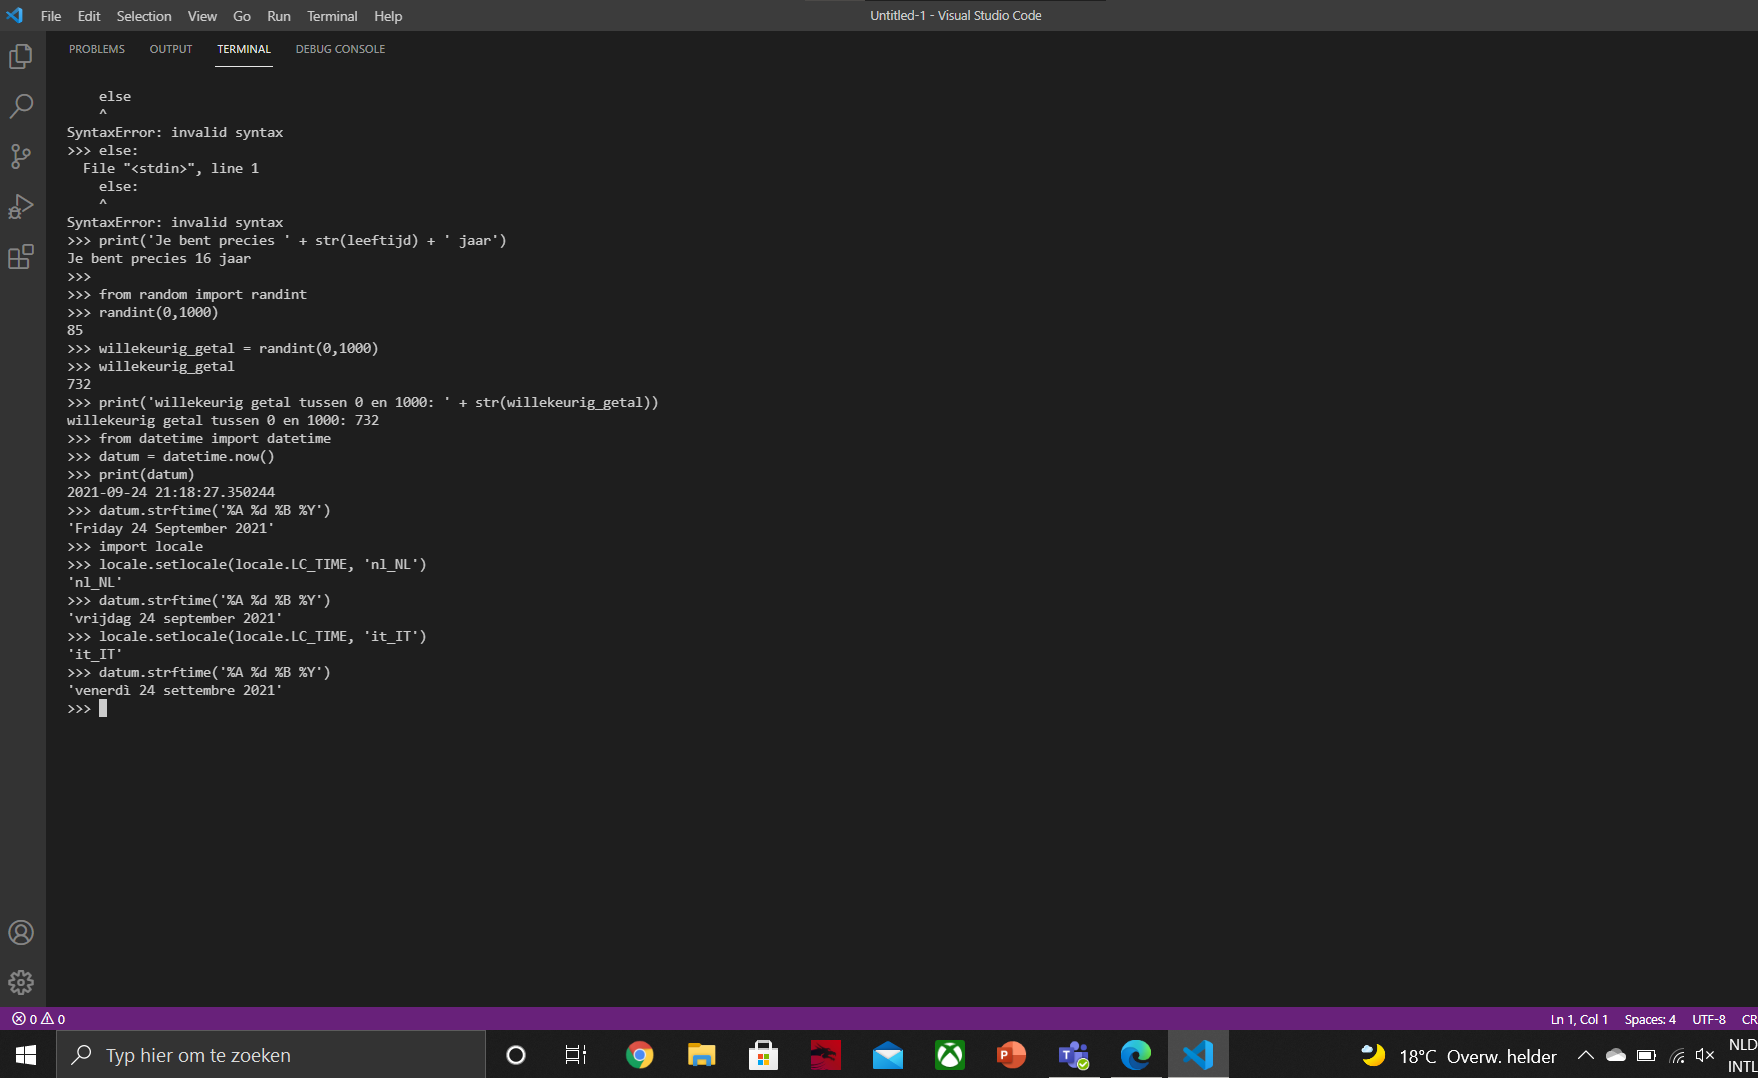 File Edit Selection View Go Run Terminal Help
Untitled-1 - Visual Studio Code
PROBLEMS OUTPUT TERMINAL DEBUG CONSOLE
    else
    ^
SyntaxError: invalid syntax
>>> else:
  File "<stdin>", line 1
    else:
    ^
SyntaxError: invalid syntax
>>> print('Je bent precies ' + str(leeftijd) + ' jaar')
Je bent precies 16 jaar
>>>
>>> from random import randint
>>> randint(0,1000)
85
>>> willekeurig_getal = randint(0,1000)
>>> willekeurig_getal
732
>>> print('willekeurig getal tussen 0 en 1000: ' + str(willekeurig_getal))
willekeurig getal tussen 0 en 1000: 732
>>> from datetime import datetime
>>> datum = datetime.now()
>>> print(datum)
2021-09-24 21:18:27.350244
>>> datum.strftime('%A %d %B %Y')
'Friday 24 September 2021'
>>> import locale
>>> locale.setlocale(locale.LC_TIME, 'nl_NL')
'nl_NL'
>>> datum.strftime('%A %d %B %Y')
'vrijdag 24 september 2021'
>>> locale.setlocale(locale.LC_TIME, 'it_IT')
'it_IT'
>>> datum.strftime('%A %d %B %Y')
'venerdì 24 settembre 2021'
>>>
0 0
Ln 1, Col 1 Spaces: 4 UTF-8 CR
Typ hier om te zoeken
18°C Overw. helder
NLD
INTL